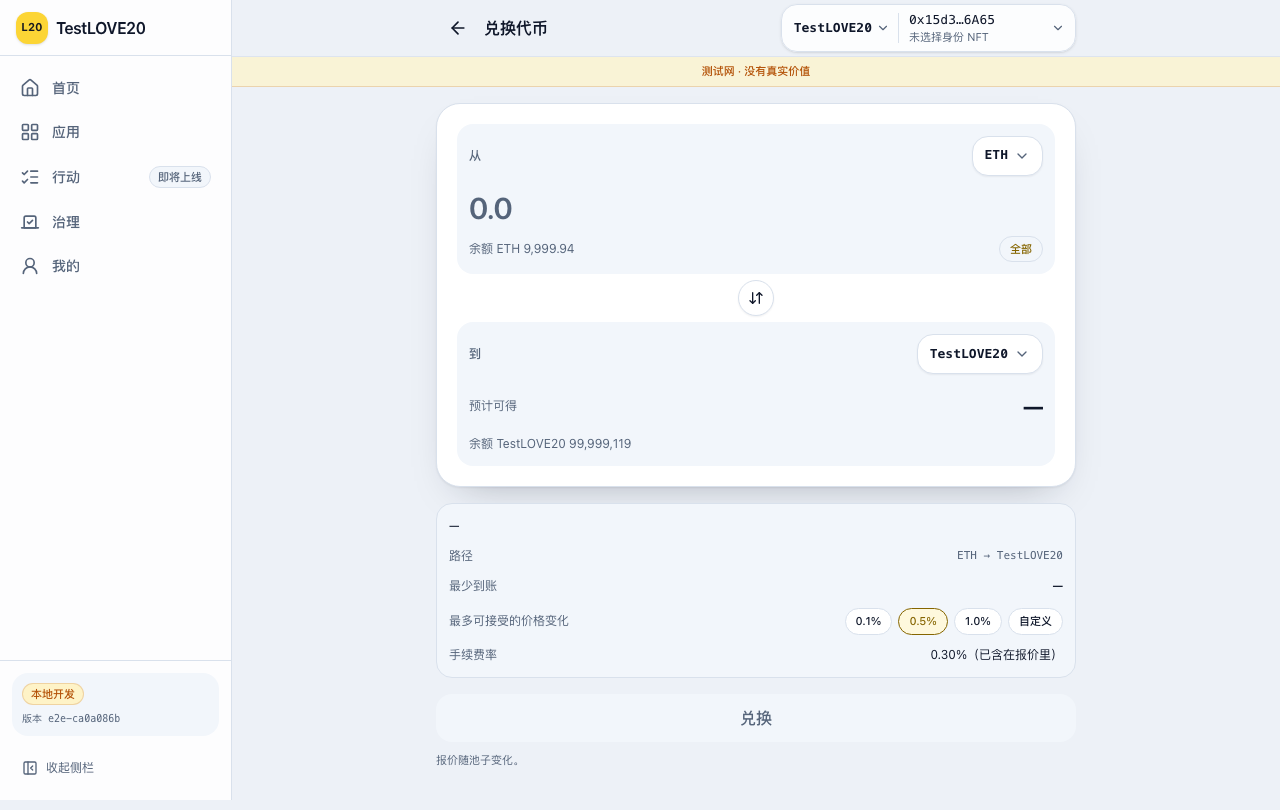 L20 TestLOVE20
首页
应用
行动 即将上线
治理
我的
本地开发
版本 e2e-ca0a086b
收起侧栏
兑换代币
TestLOVE20
0x15d3…6A65
未选择身份 NFT
测试网 · 没有真实价值
从 ETH
0.0
余额 ETH 9,999.94 全部
到 TestLOVE20
预计可得 —
余额 TestLOVE20 99,999,119
—
路径 ETH → TestLOVE20
最少到账 —
最多可接受的价格变化 0.1% 0.5% 1.0% 自定义
手续费率 0.30%（已含在报价里）
兑换
报价随池子变化。